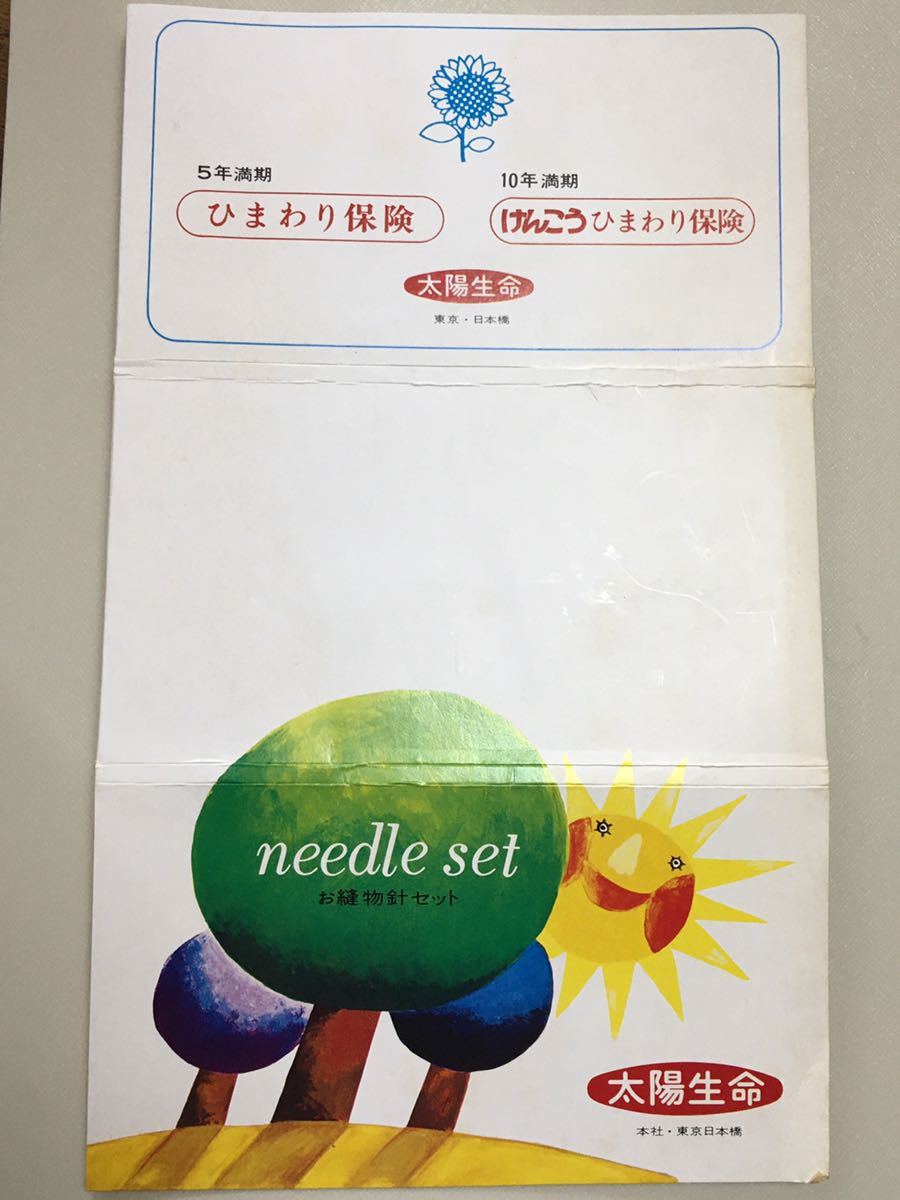 5年満期
ひまわり保険
10年満期
けんこうひまわり保険
太陽生命
東京・日本橋
needle set
お縫物針セット
太陽生命
本社・東京日本橋